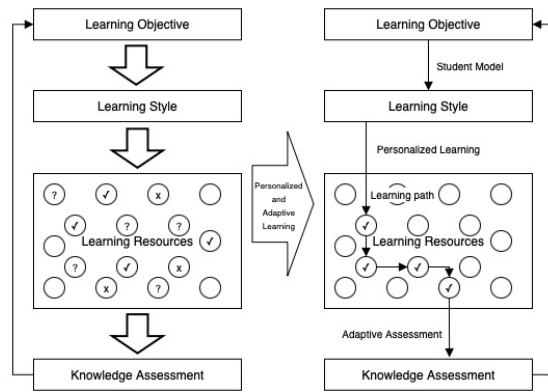 Learning Objective
Learning Style
? ✓ x
✓ ? ?
Learning Resources ✓
? ✓ x
x ?
Knowledge Assessment
Personalized
and
Adaptive
Learning
Learning Objective
Student Model
Learning Style
Personalized Learning
Learning path
✓
Learning Resources
✓ ✓
✓
Adaptive Assessment
Knowledge Assessment